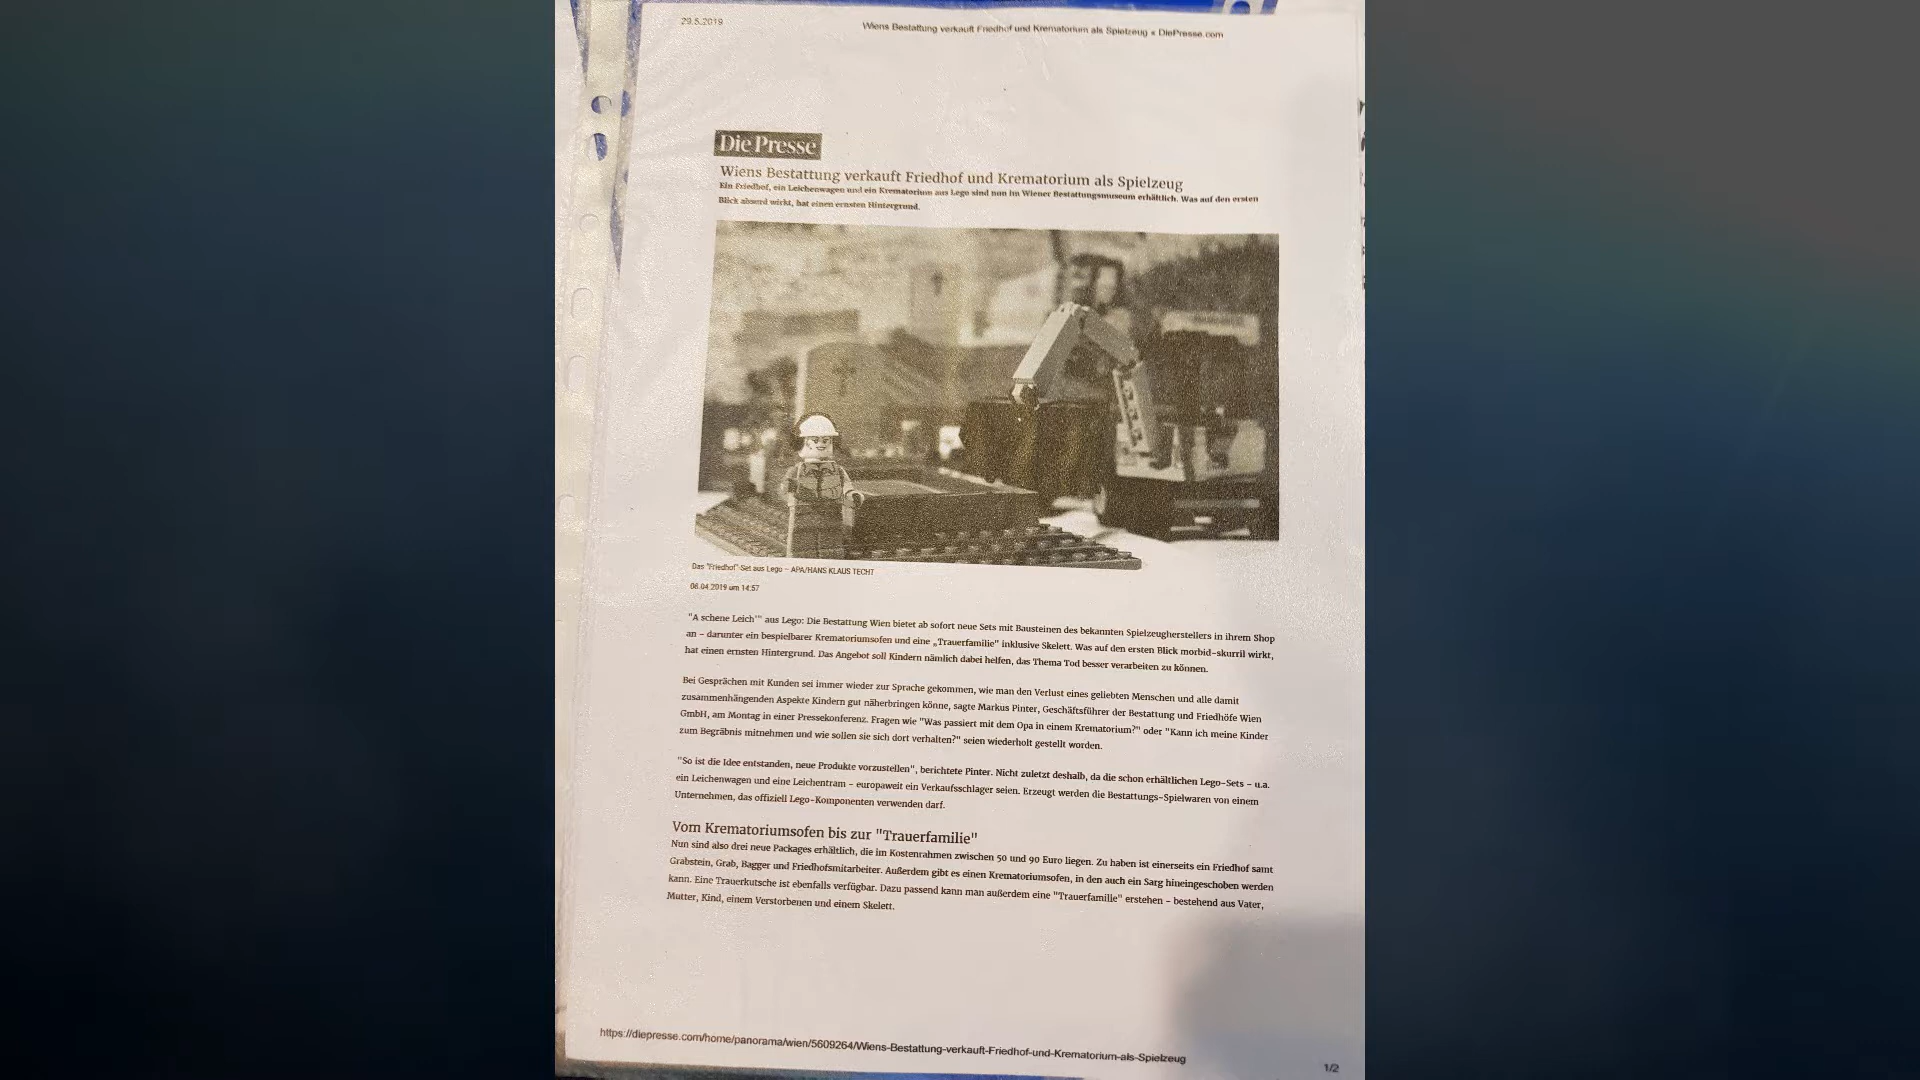 29.5.2019
Wiens Bestattung verkauft Friedhof und Krematorium als Spielzeug « DiePresse.com
Die Presse
Wiens Bestattung verkauft Friedhof und Krematorium als Spielzeug
Ein Friedhof, ein Leichenwagen und ein Krematorium aus Lego sind nun im Wiener Bestattungsmuseum erhältlich. Was auf den ersten
Blick absurd wirkt, hat einen ernsten Hintergrund.
Das "Friedhof"-Set aus Lego – APA/HANS KLAUS TECHT
08.04.2019 um 14:57
"A schene Leich'" aus Lego: Die Bestattung Wien bietet ab sofort neue Sets mit Bausteinen des bekannten Spielzeugherstellers in ihrem Shop
an – darunter ein bespielbarer Krematoriumsofen und eine „Trauerfamilie" inklusive Skelett. Was auf den ersten Blick morbid-skurril wirkt,
hat einen ernsten Hintergrund. Das Angebot soll Kindern nämlich dabei helfen, das Thema Tod besser verarbeiten zu können.
Bei Gesprächen mit Kunden sei immer wieder zur Sprache gekommen, wie man den Verlust eines geliebten Menschen und alle damit
zusammenhängenden Aspekte Kindern gut näherbringen könne, sagte Markus Pinter, Geschäftsführer der Bestattung und Friedhöfe Wien
GmbH, am Montag in einer Pressekonferenz. Fragen wie "Was passiert mit dem Opa in einem Krematorium?" oder "Kann ich meine Kinder
zum Begräbnis mitnehmen und wie sollen sie sich dort verhalten?" seien wiederholt gestellt worden.
"So ist die Idee entstanden, neue Produkte vorzustellen", berichtete Pinter. Nicht zuletzt deshalb, da die schon erhältlichen Lego-Sets – u.a.
ein Leichenwagen und eine Leichentram – europaweit ein Verkaufsschlager seien. Erzeugt werden die Bestattungs-Spielwaren von einem
Unternehmen, das offiziell Lego-Komponenten verwenden darf.
Vom Krematoriumsofen bis zur "Trauerfamilie"
Nun sind also drei neue Packages erhältlich, die im Kostenrahmen zwischen 50 und 90 Euro liegen. Zu haben ist einerseits ein Friedhof samt
Grabstein, Grab, Bagger und Friedhofsmitarbeiter. Außerdem gibt es einen Krematoriumsofen, in den auch ein Sarg hineingeschoben werden
kann. Eine Trauerkutsche ist ebenfalls verfügbar. Dazu passend kann man außerdem eine "Trauerfamilie" erstehen – bestehend aus Vater,
Mutter, Kind, einem Verstorbenen und einem Skelett.
https://diepresse.com/home/panorama/wien/5609264/Wiens-Bestattung-verkauft-Friedhof-und-Krematorium-als-Spielzeug
1/2